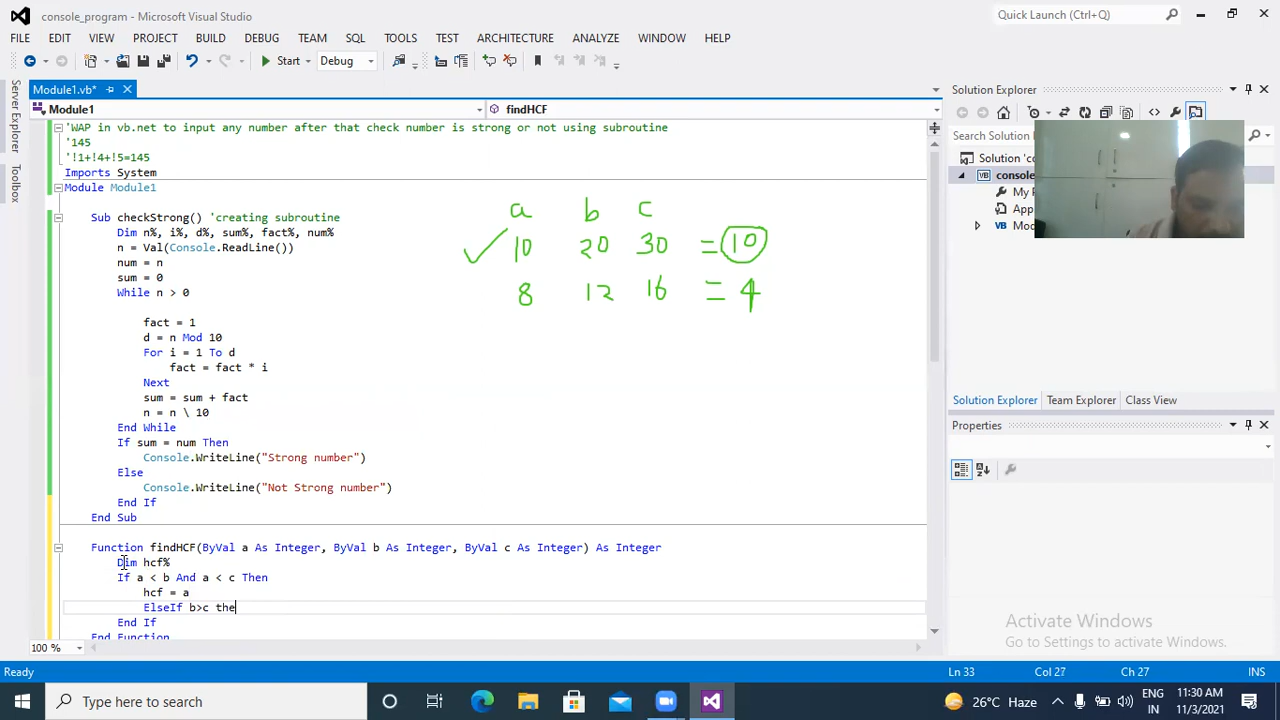 console_program - Microsoft Visual Studio
Quick Launch (Ctrl+Q)
FILE EDIT VIEW PROJECT BUILD DEBUG TEAM SQL TOOLS TEST ARCHITECTURE ANALYZE WINDOW HELP
Start Debug
Server Explorer
Toolbox
Module1.vb*
Module1
findHCF
'WAP in vb.net to input any number after that check number is strong or not using subroutine
'145
'!1+!4+!5=145
Imports System
Module Module1
Sub checkStrong() 'creating subroutine
Dim n%, i%, d%, sum%, fact%, num%
n = Val(Console.ReadLine())
num = n
sum = 0
While n > 0
fact = 1
d = n Mod 10
For i = 1 To d
fact = fact * i
Next
sum = sum + fact
n = n \ 10
End While
If sum = num Then
Console.WriteLine("Strong number")
Else
Console.WriteLine("Not Strong number")
End If
End Sub
Function findHCF(ByVal a As Integer, ByVal b As Integer, ByVal c As Integer) As Integer
Dim hcf%
If a < b And a < c Then
hcf = a
ElseIf b>c the
End If
End Function
a b c
10 20 30 = 10
8 12 16 = 4
100 %
Solution Explorer
Search Solution
Solution 'c
conso
My
App
Mod
Solution Explorer Team Explorer Class View
Properties
Activate Windows
Go to Settings to activate Windows.
Ready
Ln 33 Col 27 Ch 27 INS
Type here to search
26°C Haze
ENG
IN
11:30 AM
11/3/2021